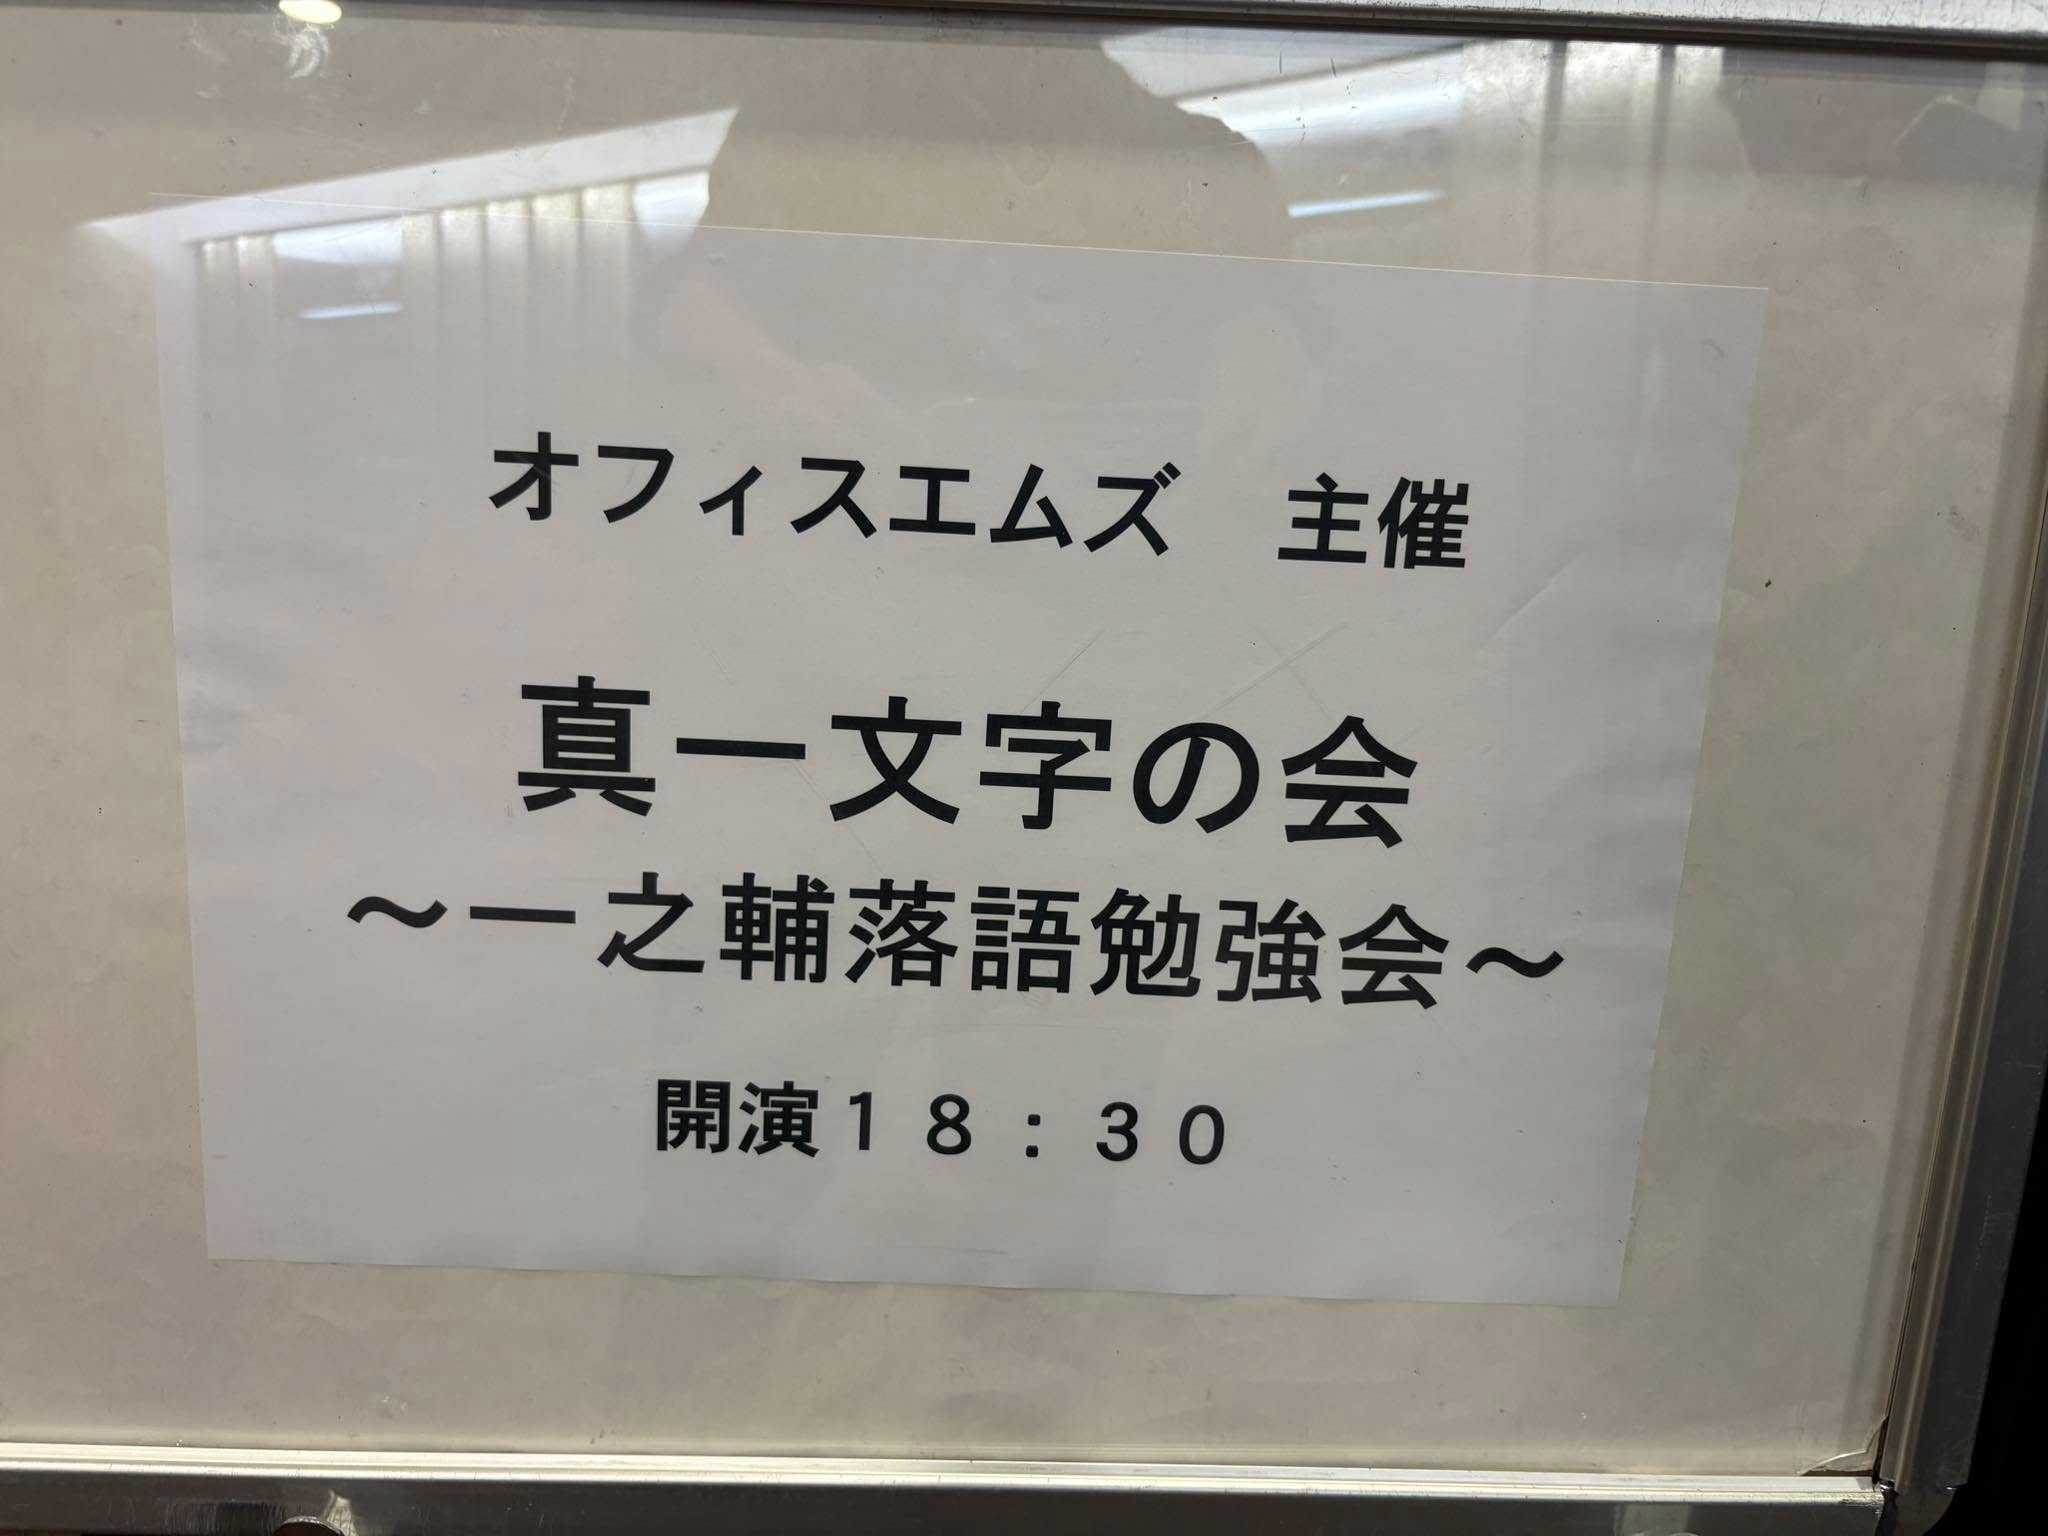 オフィスエムズ　主催
真一文字の会
～一之輔落語勉強会～
開演１８：３０